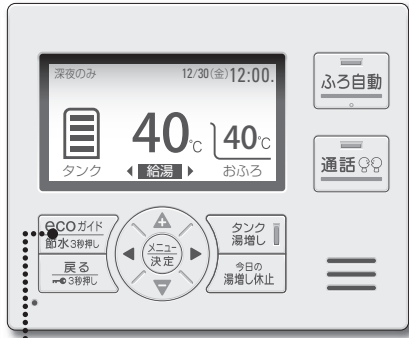 深夜のみ 12/30(金)12:00.
ふろ自動
40℃ 40℃
タンク 給湯 おふろ
通話
ecoガイド
節水3秒押し
タンク
湯増し
メニュー
決定
戻る
3秒押し
今日の
湯増し休止